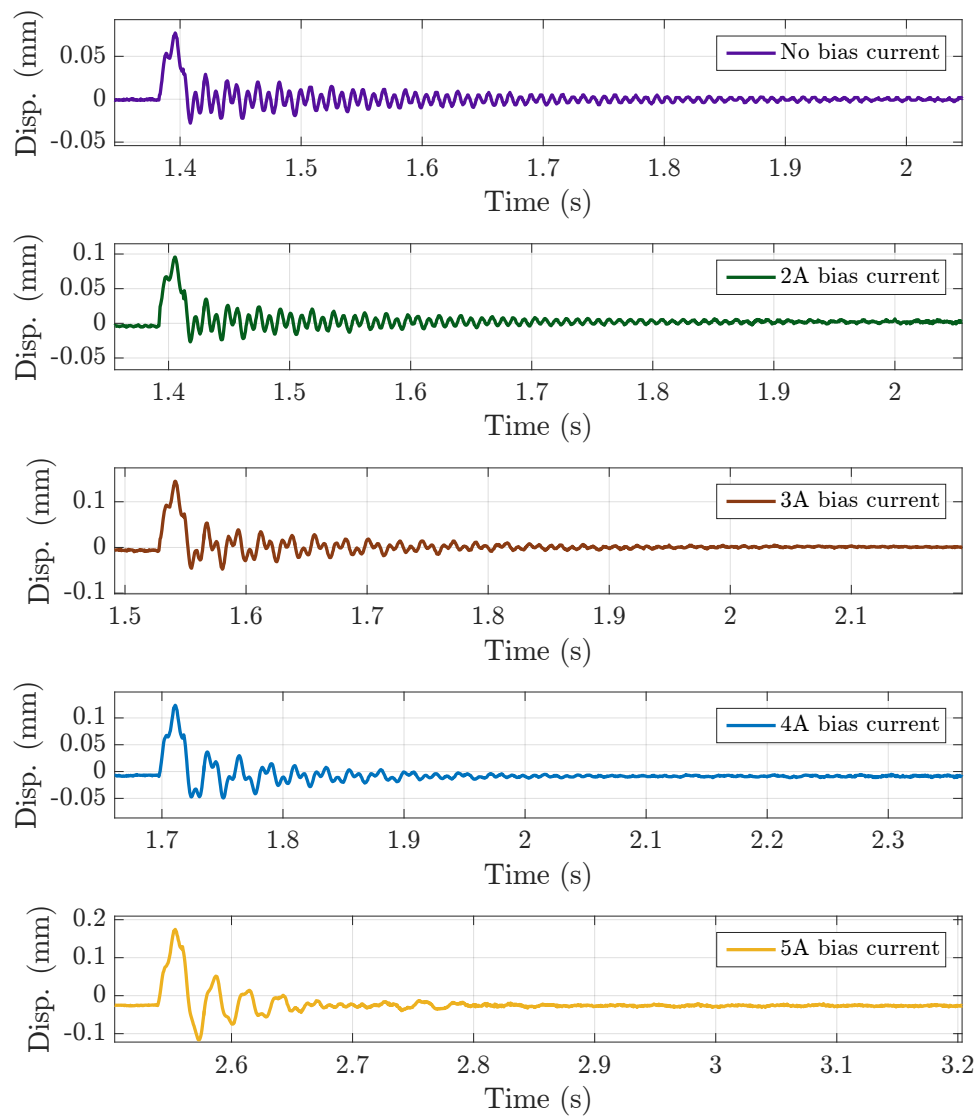 Disp. (mm)
0.05
0
-0.05
No bias current
1.4 1.5 1.6 1.7 1.8 1.9 2
Time (s)
Disp. (mm)
0.1
0.05
0
-0.05
2A bias current
1.4 1.5 1.6 1.7 1.8 1.9 2
Time (s)
Disp. (mm)
0.1
0
-0.1
3A bias current
1.5 1.6 1.7 1.8 1.9 2 2.1
Time (s)
Disp. (mm)
0.1
0.05
0
-0.05
4A bias current
1.7 1.8 1.9 2 2.1 2.2 2.3
Time (s)
Disp. (mm)
0.2
0.1
0
-0.1
5A bias current
2.6 2.7 2.8 2.9 3 3.1 3.2
Time (s)